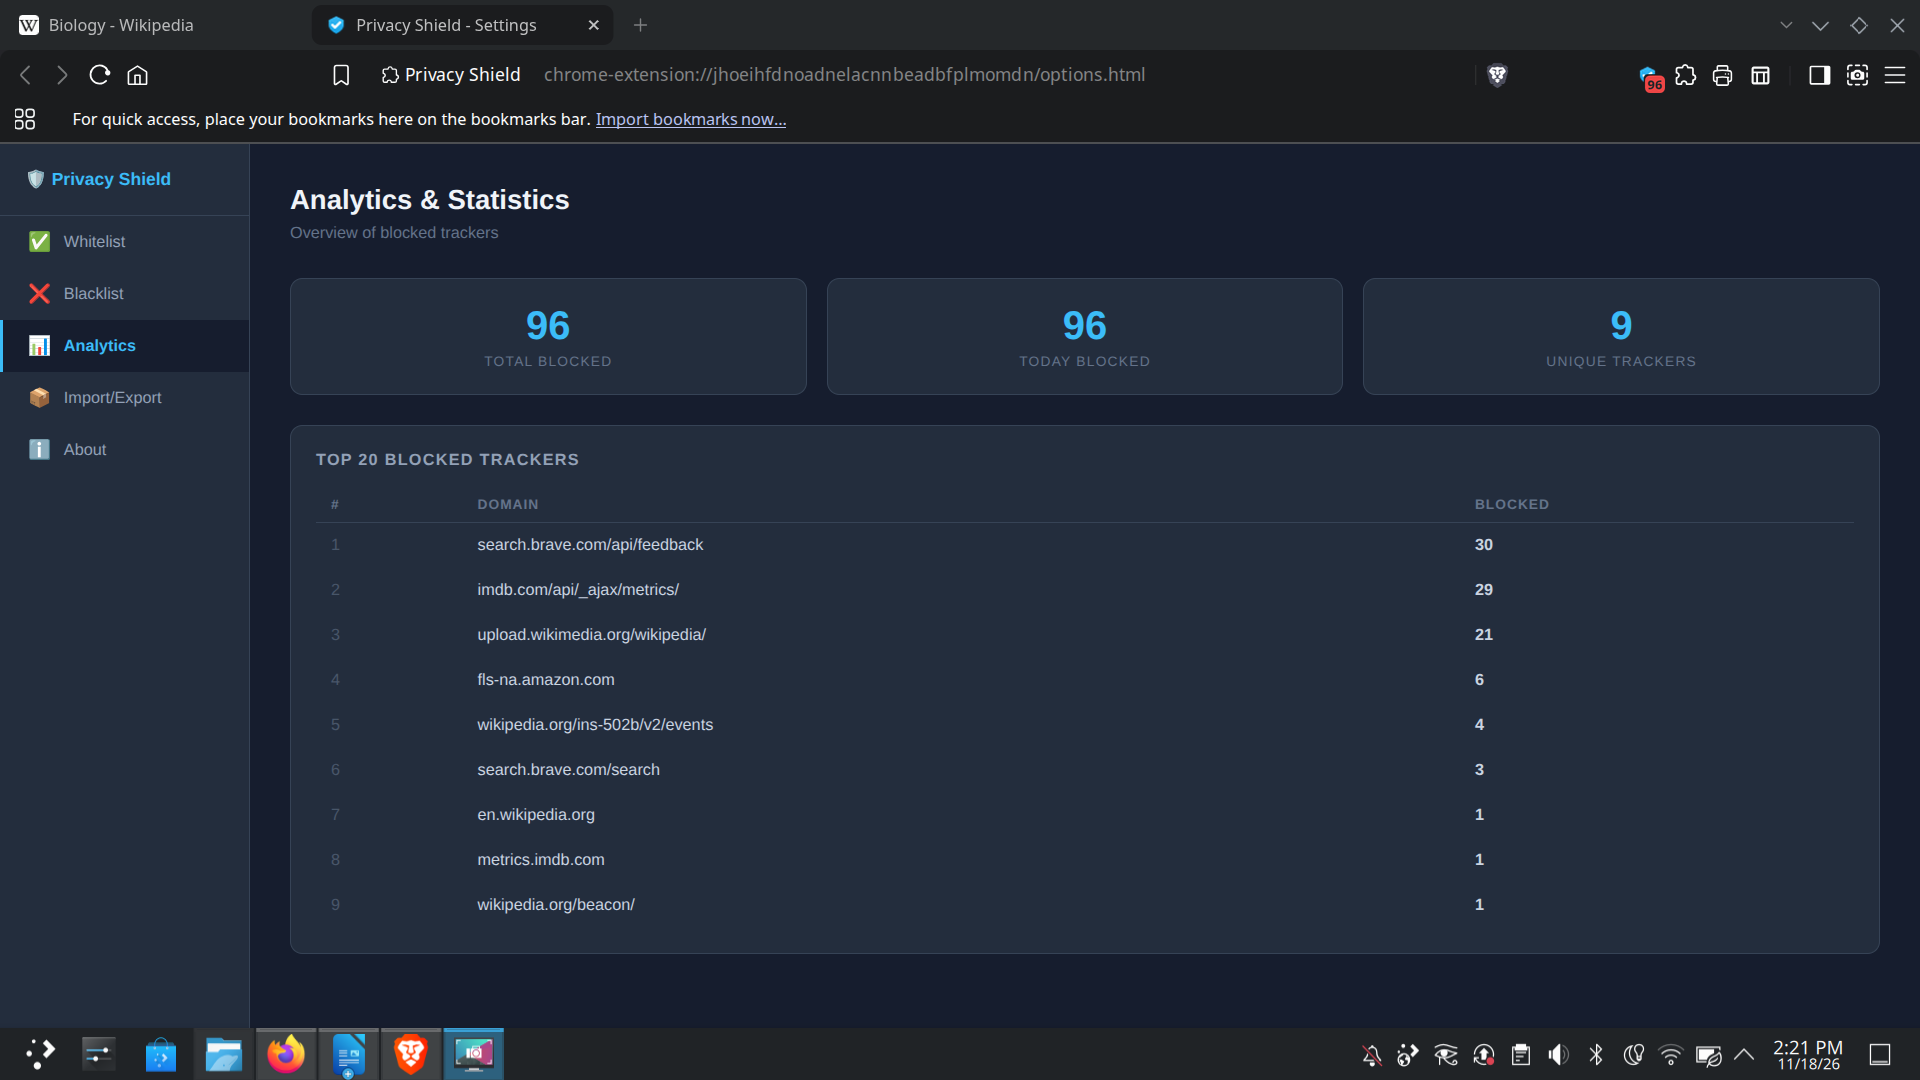 Biology - Wikipedia
Privacy Shield - Settings
Privacy Shield chrome-extension://jhoeihfdnoadnelacnnbeadbfplmomdn/options.html
96
For quick access, place your bookmarks here on the bookmarks bar. Import bookmarks now...
Privacy Shield
Whitelist
Blacklist
Analytics
Import/Export
About
Analytics & Statistics
Overview of blocked trackers
96
TOTAL BLOCKED
96
TODAY BLOCKED
9
UNIQUE TRACKERS
TOP 20 BLOCKED TRACKERS
# DOMAIN BLOCKED
1 search.brave.com/api/feedback 30
2 imdb.com/api/_ajax/metrics/ 29
3 upload.wikimedia.org/wikipedia/ 21
4 fls-na.amazon.com 6
5 wikipedia.org/ins-502b/v2/events 4
6 search.brave.com/search 3
7 en.wikipedia.org 1
8 metrics.imdb.com 1
9 wikipedia.org/beacon/ 1
2:21 PM
11/18/26